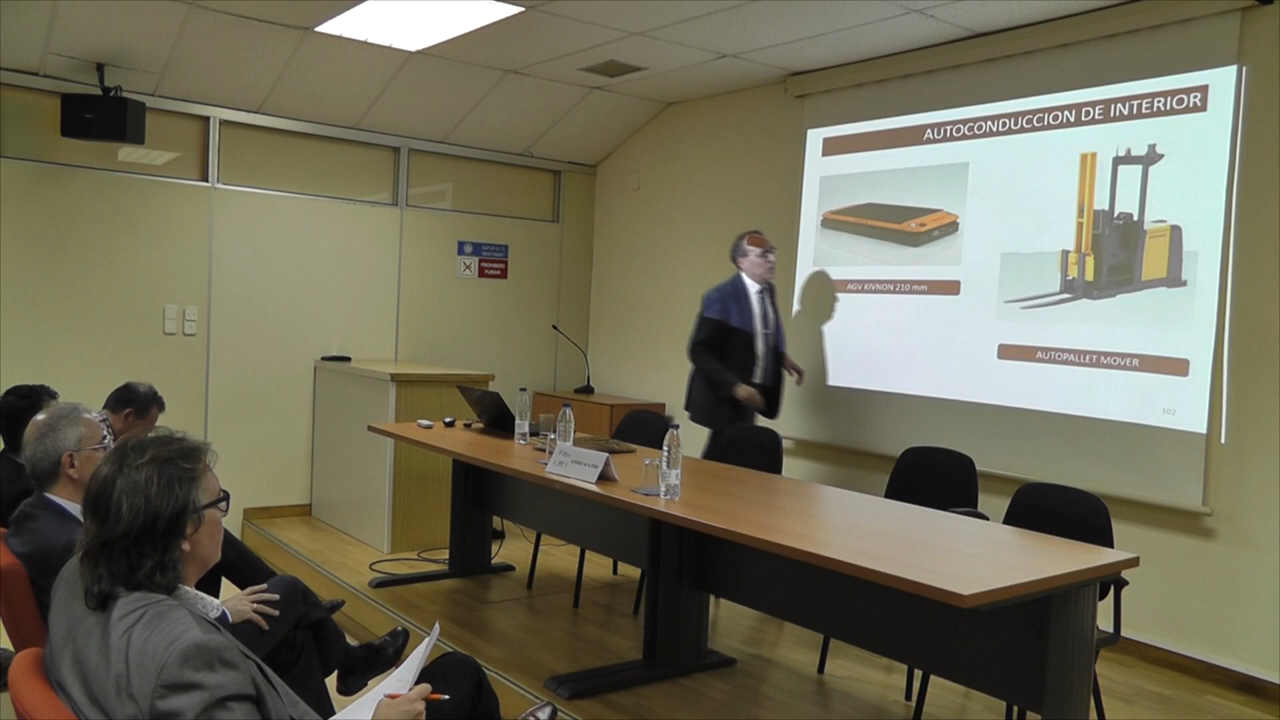 AUTOCONDUCCION DE INTERIOR
AGV KIVNON 210 mm
AUTOPALLET MOVER
102
PROHIBIDO
FUMAR